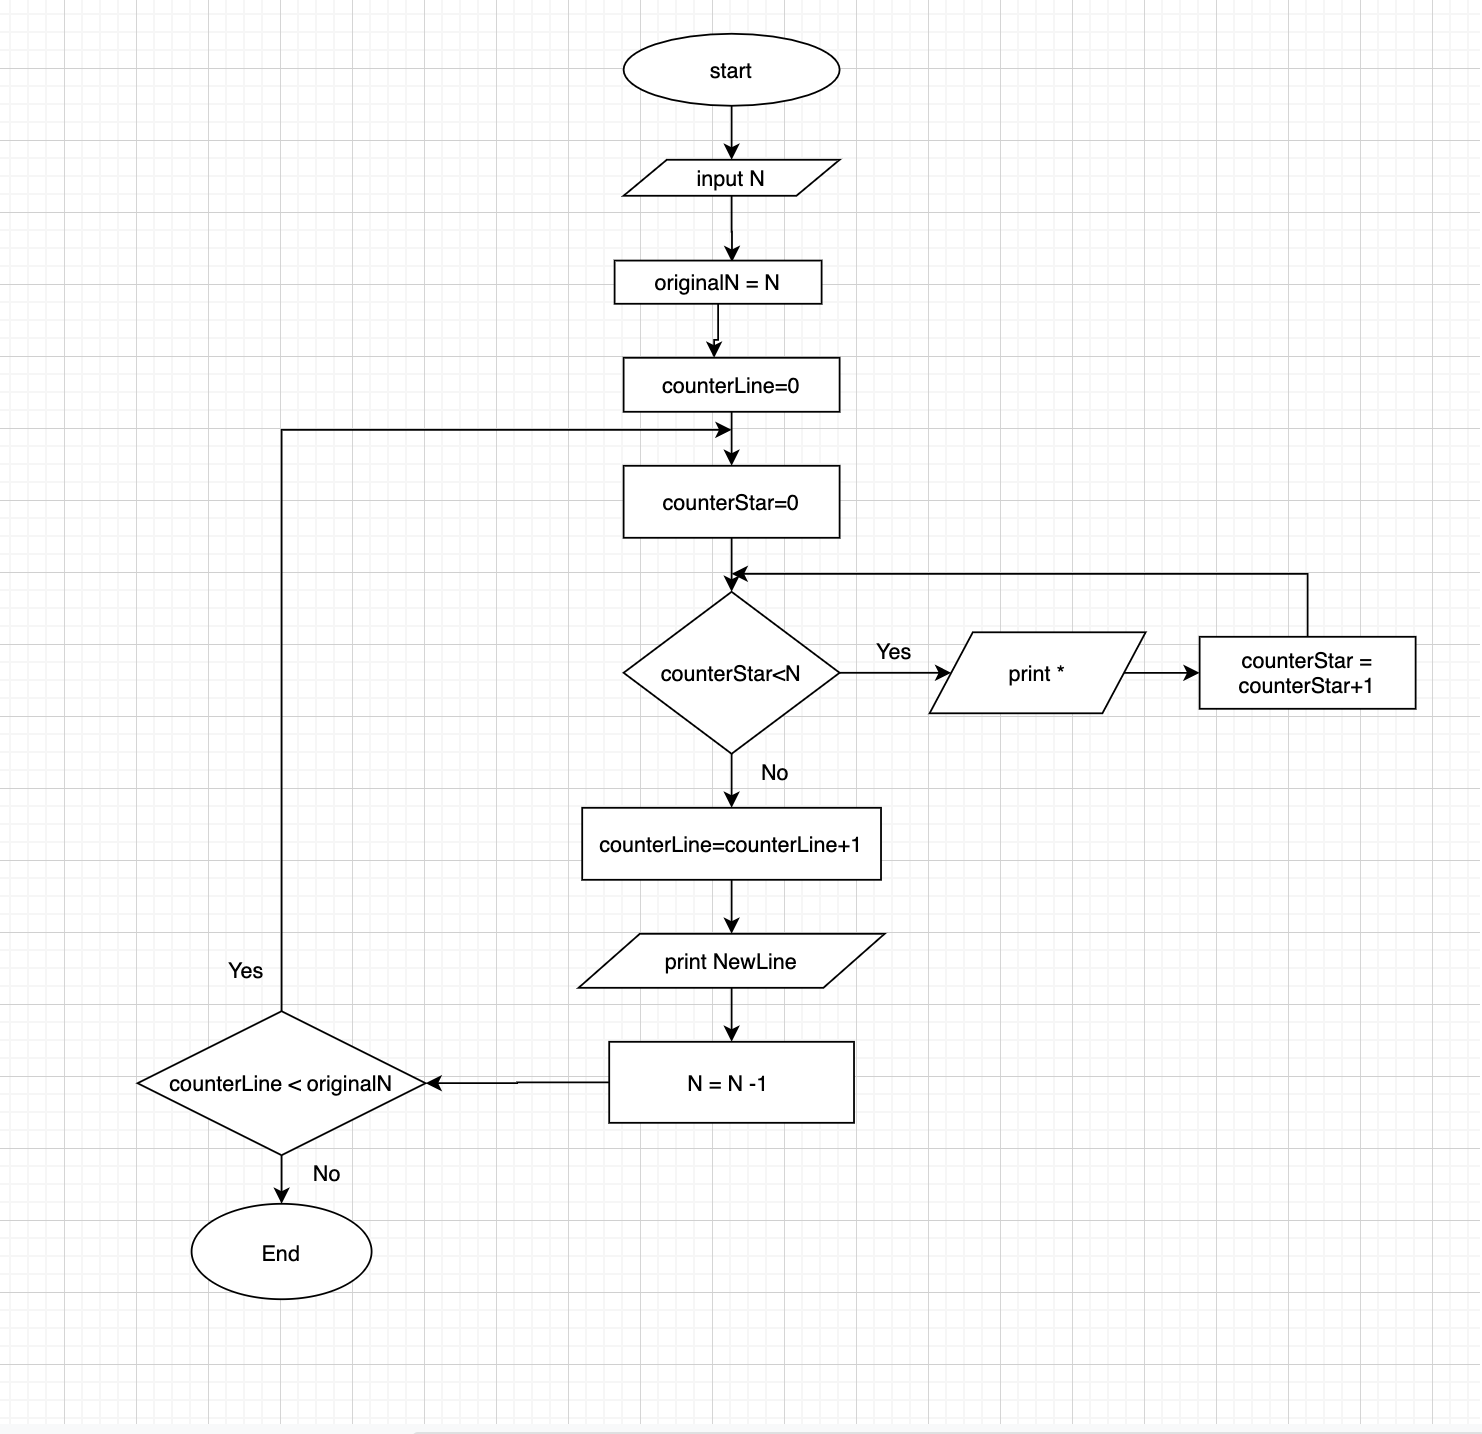 start
input N
originalN = N
counterLine=0
counterStar=0
counterStar<N
Yes
print *
counterStar =
counterStar+1
No
counterLine=counterLine+1
print NewLine
N = N -1
Yes
counterLine < originalN
No
End